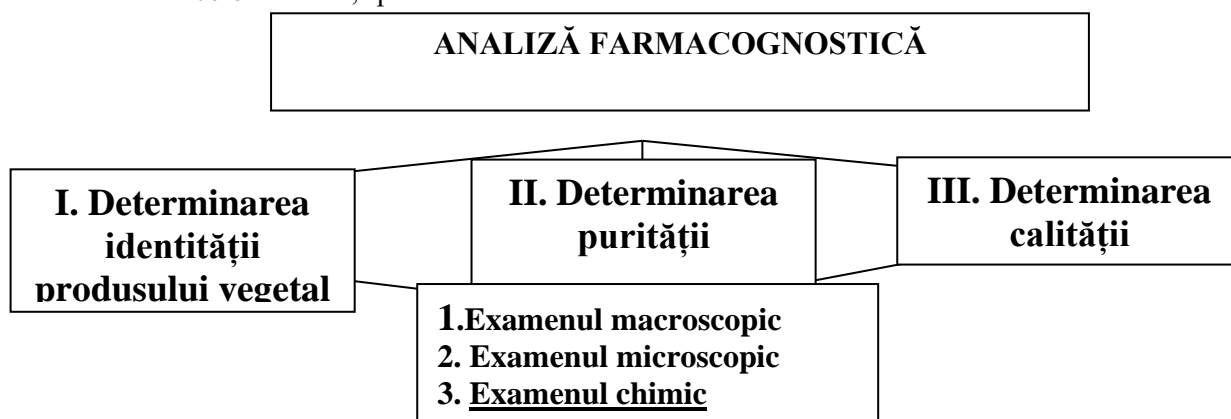 ANALIZĂ FARMACOGNOSTICĂ
I. Determinarea
identității
produsului vegetal
II. Determinarea
purității
III. Determinarea
calității
1.Examenul macroscopic
2. Examenul microscopic
3. Examenul chimic